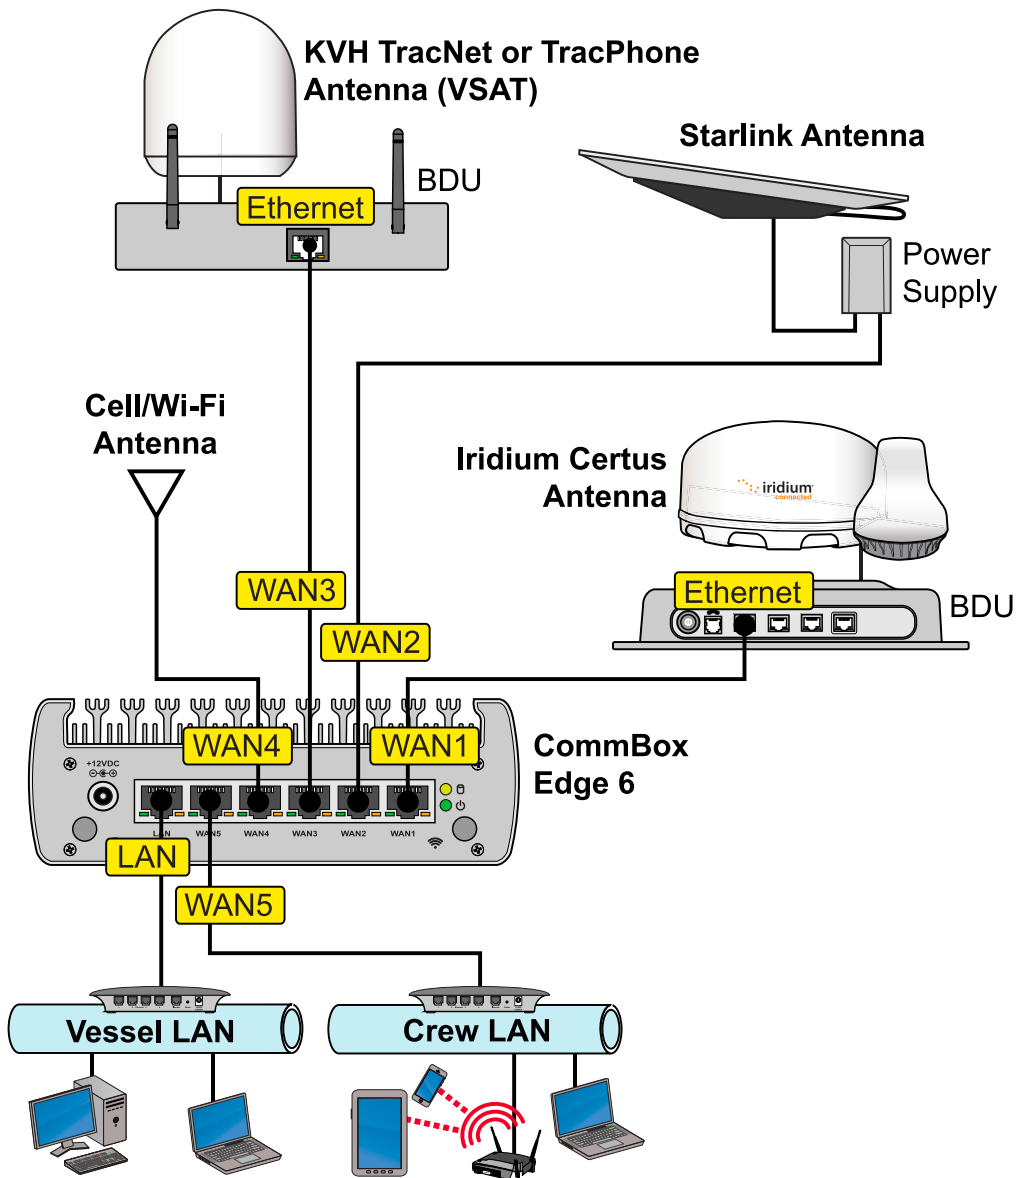 KVH TracNet or TracPhone
Antenna (VSAT)
Starlink Antenna
BDU
Ethernet
Power
Supply
Cell/Wi-Fi
Antenna
Iridium Certus
Antenna
iridium
connected
WAN3
Ethernet
BDU
WAN2
WAN4
WAN1
CommBox
Edge 6
+12VDC
LAN
WAN5
WAN4
WAN3
WAN2
WAN1
LAN
WAN5
Vessel LAN
Crew LAN